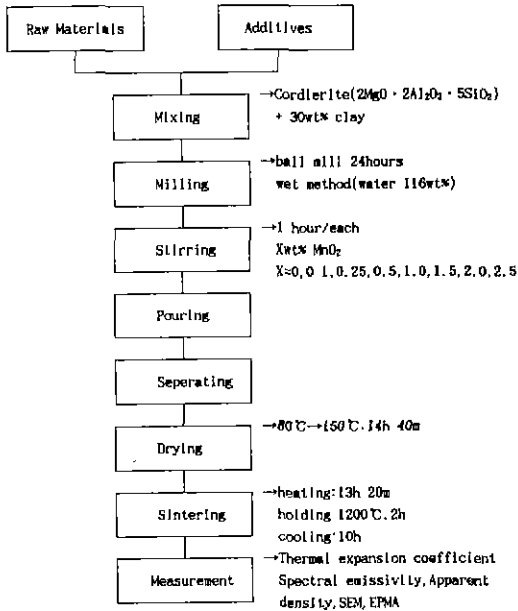 Raw Materials
Additives
Mixing
→Cordierite(2MgO・2Al₂O₃・5SiO₂)
+ 30wt% clay
Milling
→ball mill 24hours
wet method(water 116wt%)
Stirring
→1 hour/each
Xwt% MnO₂
X=0,0 1,0.25,0.5,1.0,1.5,2.0,2.5
Pouring
Seperating
Drying
→80℃→150℃.14h 40m
Sintering
→heating:13h 20m
holding 1200℃.2h
cooling:10h
Measurement
→Thermal expansion coefficient
Spectral emissivity,Apparent
density,SEM,EPMA